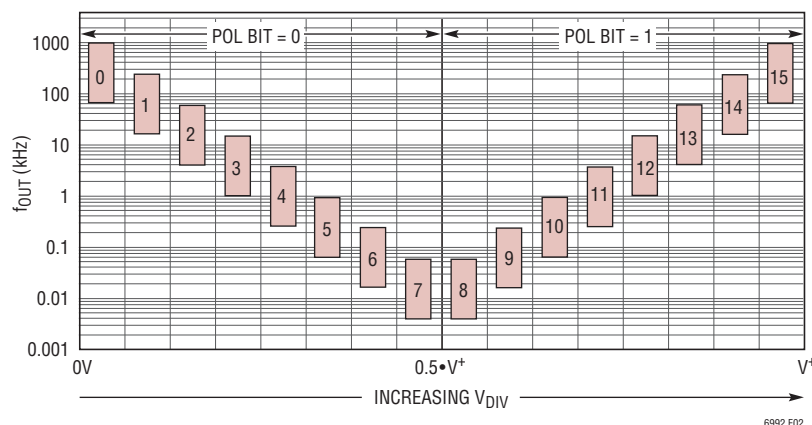 POL BIT = 0
POL BIT = 1
fOUT (kHz)
1000
100
10
1
0.1
0.01
0.001
0
1
2
3
4
5
6
7
8
9
10
11
12
13
14
15
0V
0.5•V+
V+
INCREASING VDIV
6992 F02